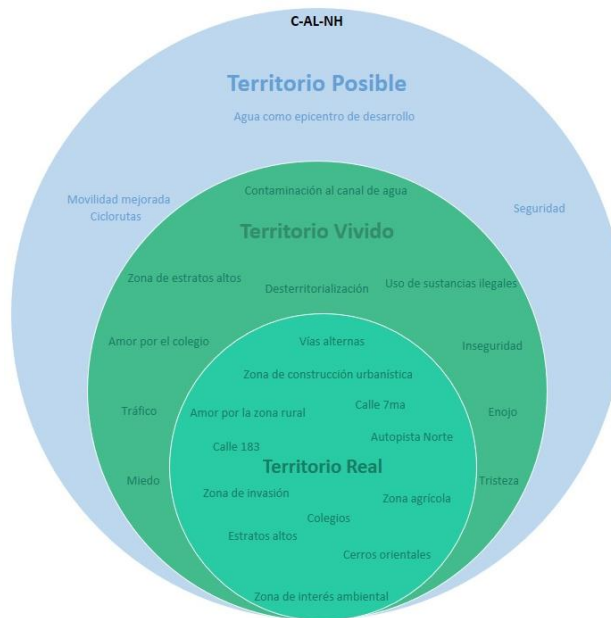 C-AL-NH
Territorio Posible
Agua como epicentro de desarrollo
Movilidad mejorada
Ciclorutas
Seguridad
Contaminación al canal de agua
Territorio Vivido
Zona de estratos altos
Desterritorialización
Uso de sustancias ilegales
Amor por el colegio
Inseguridad
Tráfico
Enojo
Miedo
Tristeza
Vías alternas
Zona de construcción urbanística
Amor por la zona rural
Calle 7ma
Calle 183
Autopista Norte
Territorio Real
Zona de invasión
Zona agrícola
Colegios
Estratos altos
Cerros orientales
Zona de interés ambiental